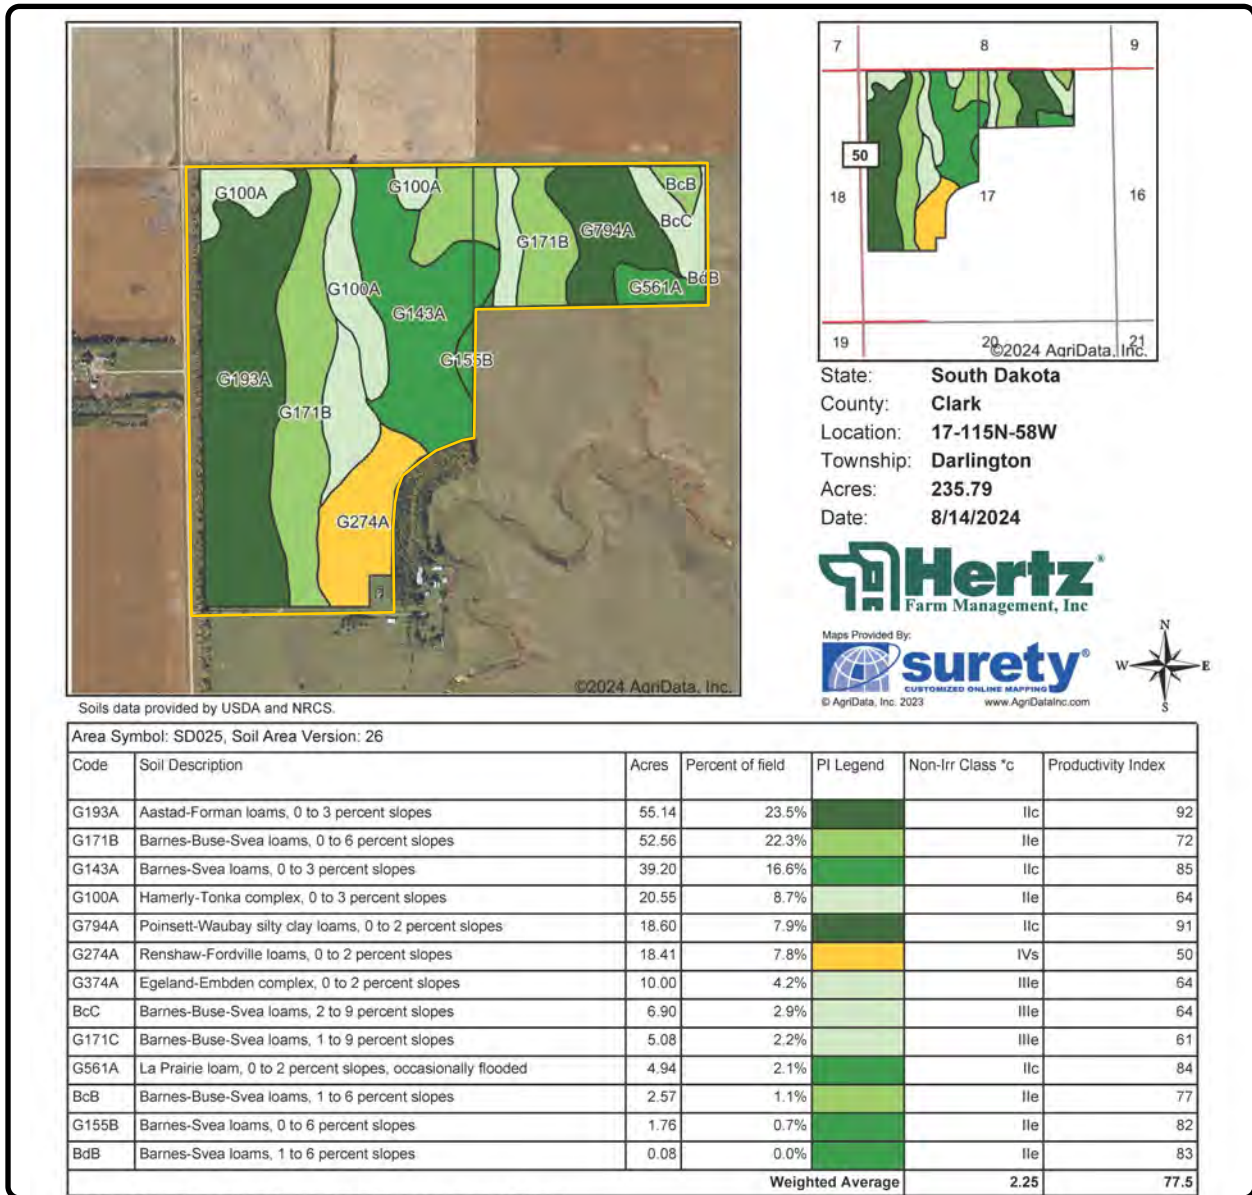 G100A
G100A
BcB
BcC
G171B
G794A
G100A
G143A
G561A
BdB
G155B
G193A
G171B
G274A
©2024 AgriData, Inc.
Soils data provided by USDA and NRCS.
7
8
9
50
18
17
16
19
20
21
©2024 AgriData, Inc.
State: South Dakota
County: Clark
Location: 17-115N-58W
Township: Darlington
Acres: 235.79
Date: 8/14/2024
Hertz®
Farm Management, Inc
Maps Provided By:
surety®
CUSTOMIZED ONLINE MAPPING
© AgriData, Inc. 2023 www.AgriDataInc.com
N
W E
S
Area Symbol: SD025, Soil Area Version: 26
Code Soil Description Acres Percent of field PI Legend Non-Irr Class *c Productivity Index
G193A Aastad-Forman loams, 0 to 3 percent slopes 55.14 23.5% IIc 92
G171B Barnes-Buse-Svea loams, 0 to 6 percent slopes 52.56 22.3% IIe 72
G143A Barnes-Svea loams, 0 to 3 percent slopes 39.20 16.6% IIc 85
G100A Hamerly-Tonka complex, 0 to 3 percent slopes 20.55 8.7% IIe 64
G794A Poinsett-Waubay silty clay loams, 0 to 2 percent slopes 18.60 7.9% IIc 91
G274A Renshaw-Fordville loams, 0 to 2 percent slopes 18.41 7.8% IVs 50
G374A Egeland-Embden complex, 0 to 2 percent slopes 10.00 4.2% IIIe 64
BcC Barnes-Buse-Svea loams, 2 to 9 percent slopes 6.90 2.9% IIIe 64
G171C Barnes-Buse-Svea loams, 1 to 9 percent slopes 5.08 2.2% IIIe 61
G561A La Prairie loam, 0 to 2 percent slopes, occasionally flooded 4.94 2.1% IIc 84
BcB Barnes-Buse-Svea loams, 1 to 6 percent slopes 2.57 1.1% IIe 77
G155B Barnes-Svea loams, 0 to 6 percent slopes 1.76 0.7% IIe 82
BdB Barnes-Svea loams, 1 to 6 percent slopes 0.08 0.0% IIe 83
Weighted Average 2.25 77.5